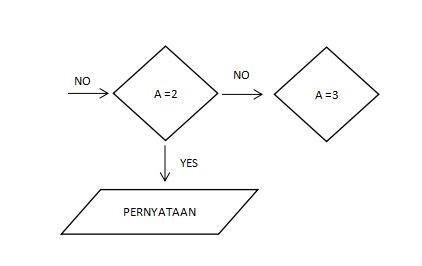 NO
A =2
NO
A =3
YES
PERNYATAAN